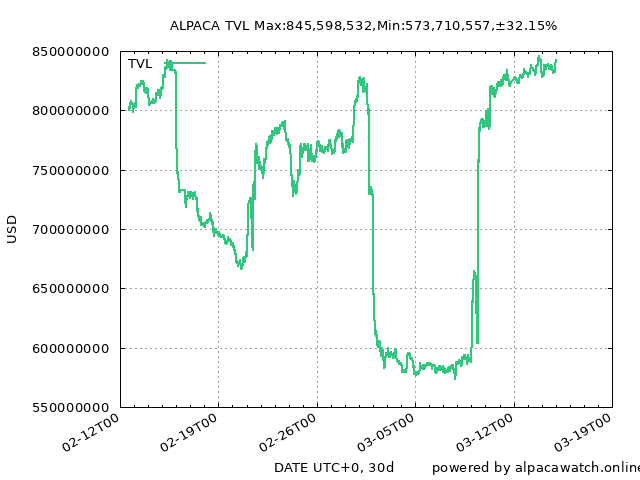 ALPACA TVL Max:845,598,532,Min:573,710,557,±32.15%
TVL
850000000
800000000
750000000
700000000
650000000
600000000
550000000
USD
02-12T00
02-19T00
02-26T00
03-05T00
03-12T00
03-19T00
DATE UTC+0, 30d
powered by alpacawatch.online